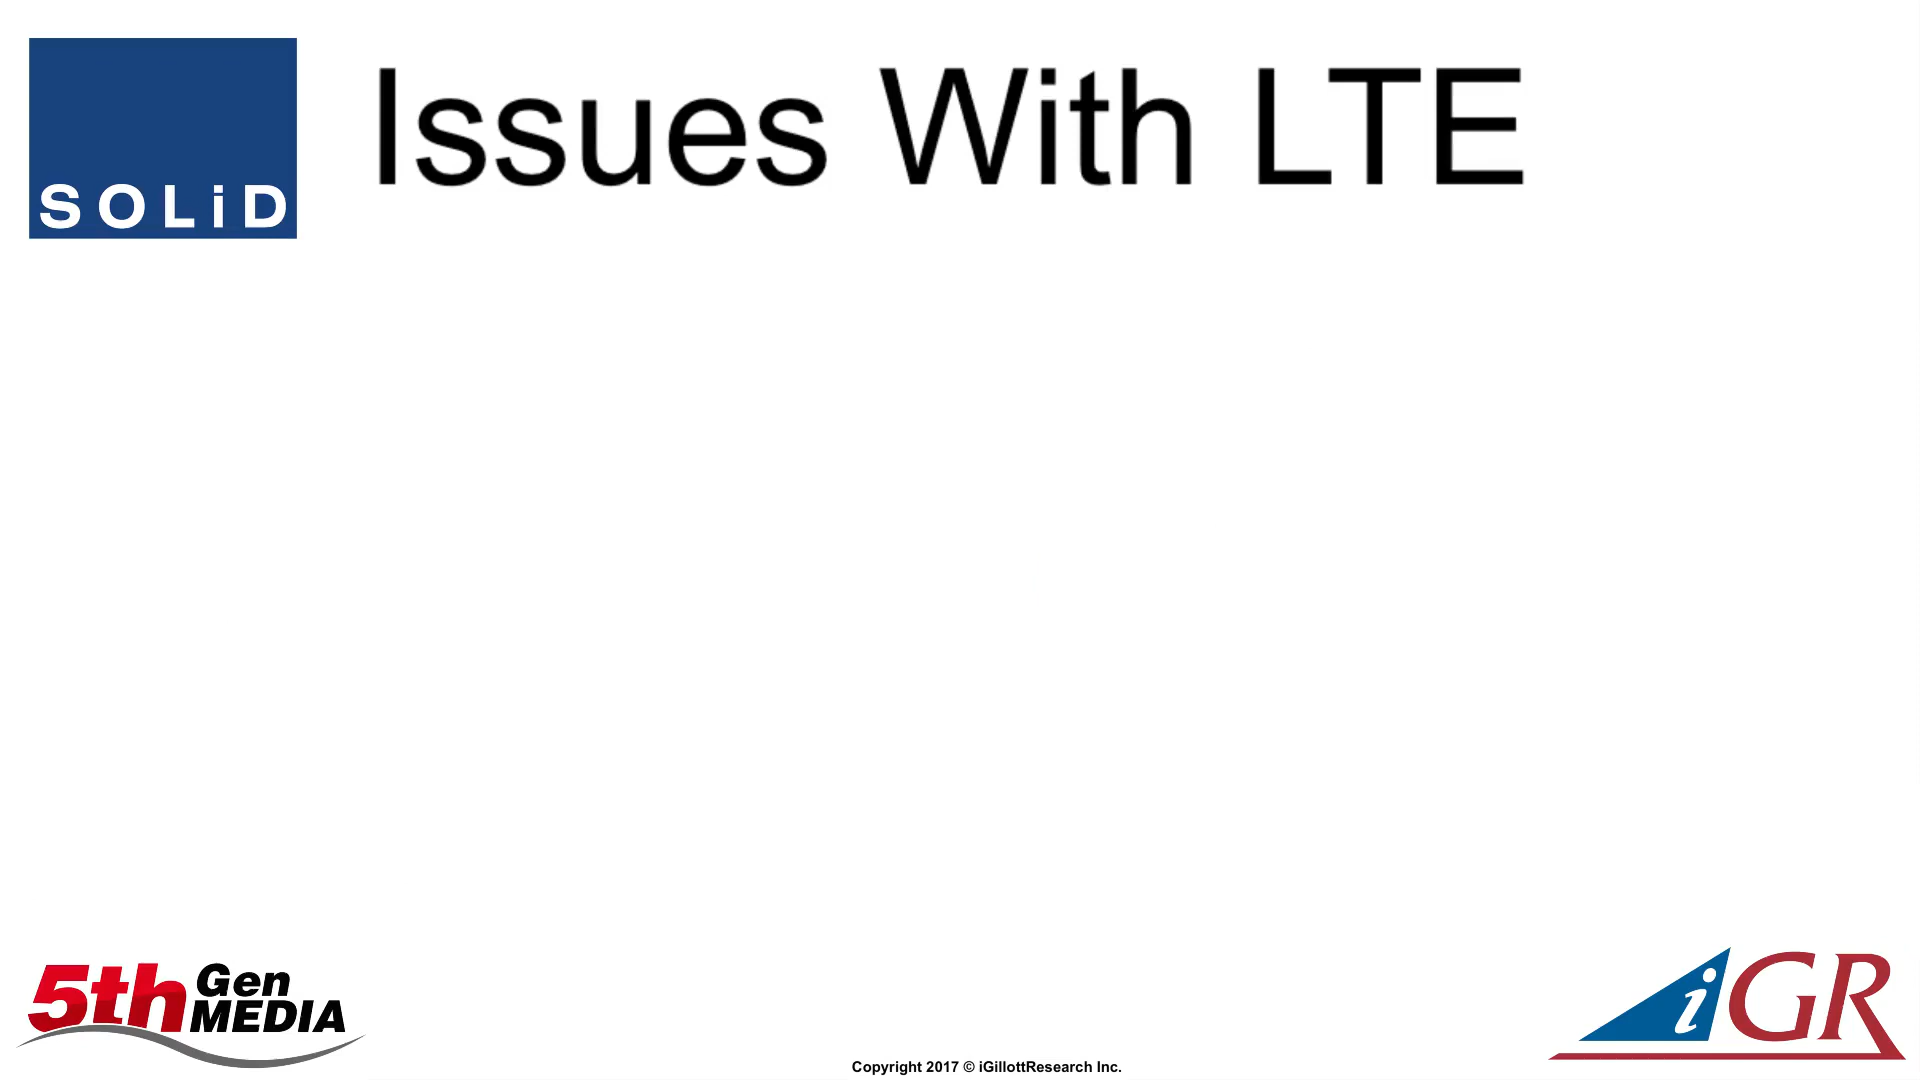 SOLiD
Issues With LTE
5th Gen
MEDIA
iGR
Copyright 2017 © iGillottResearch Inc.